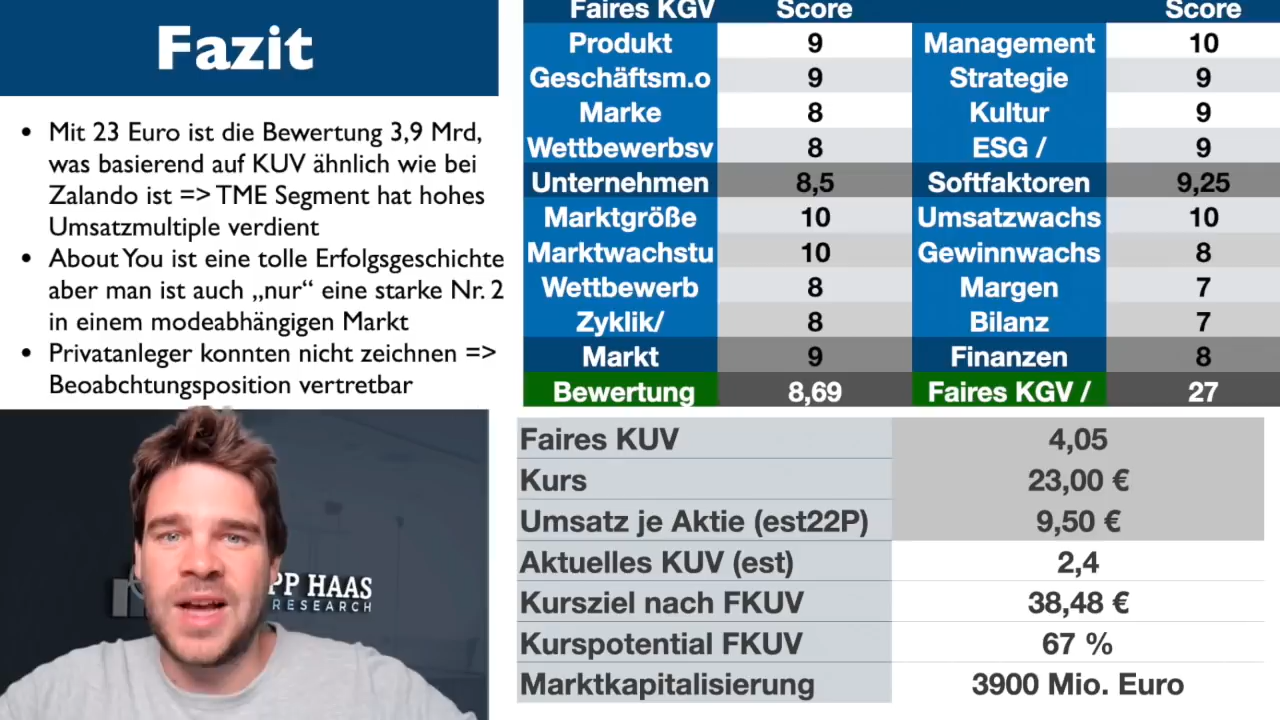 Fazit
Mit 23 Euro ist die Bewertung 3,9 Mrd,
was basierend auf KUV ähnlich wie bei
Zalando ist => TME Segment hat hohes
Umsatzmultiple verdient
About You ist eine tolle Erfolgsgeschichte
aber man ist auch „nur“ eine starke Nr. 2
in einem modeabhängigen Markt
Privatanleger konnten nicht zeichnen =>
Beoabchtungsposition vertretbar
PP HAAS
RESEARCH
Faires KGV Score Score
Produkt 9 Management 10
Geschäftsm.o 9 Strategie 9
Marke 8 Kultur 9
Wettbewerbsv 8 ESG / 9
Unternehmen 8,5 Softfaktoren 9,25
Marktgröße 10 Umsatzwachs 10
Marktwachstu 10 Gewinnwachs 8
Wettbewerb 8 Margen 7
Zyklik/ 8 Bilanz 7
Markt 9 Finanzen 8
Bewertung 8,69 Faires KGV / 27
Faires KUV 4,05
Kurs 23,00 €
Umsatz je Aktie (est22P) 9,50 €
Aktuelles KUV (est) 2,4
Kursziel nach FKUV 38,48 €
Kurspotential FKUV 67 %
Marktkapitalisierung 3900 Mio. Euro